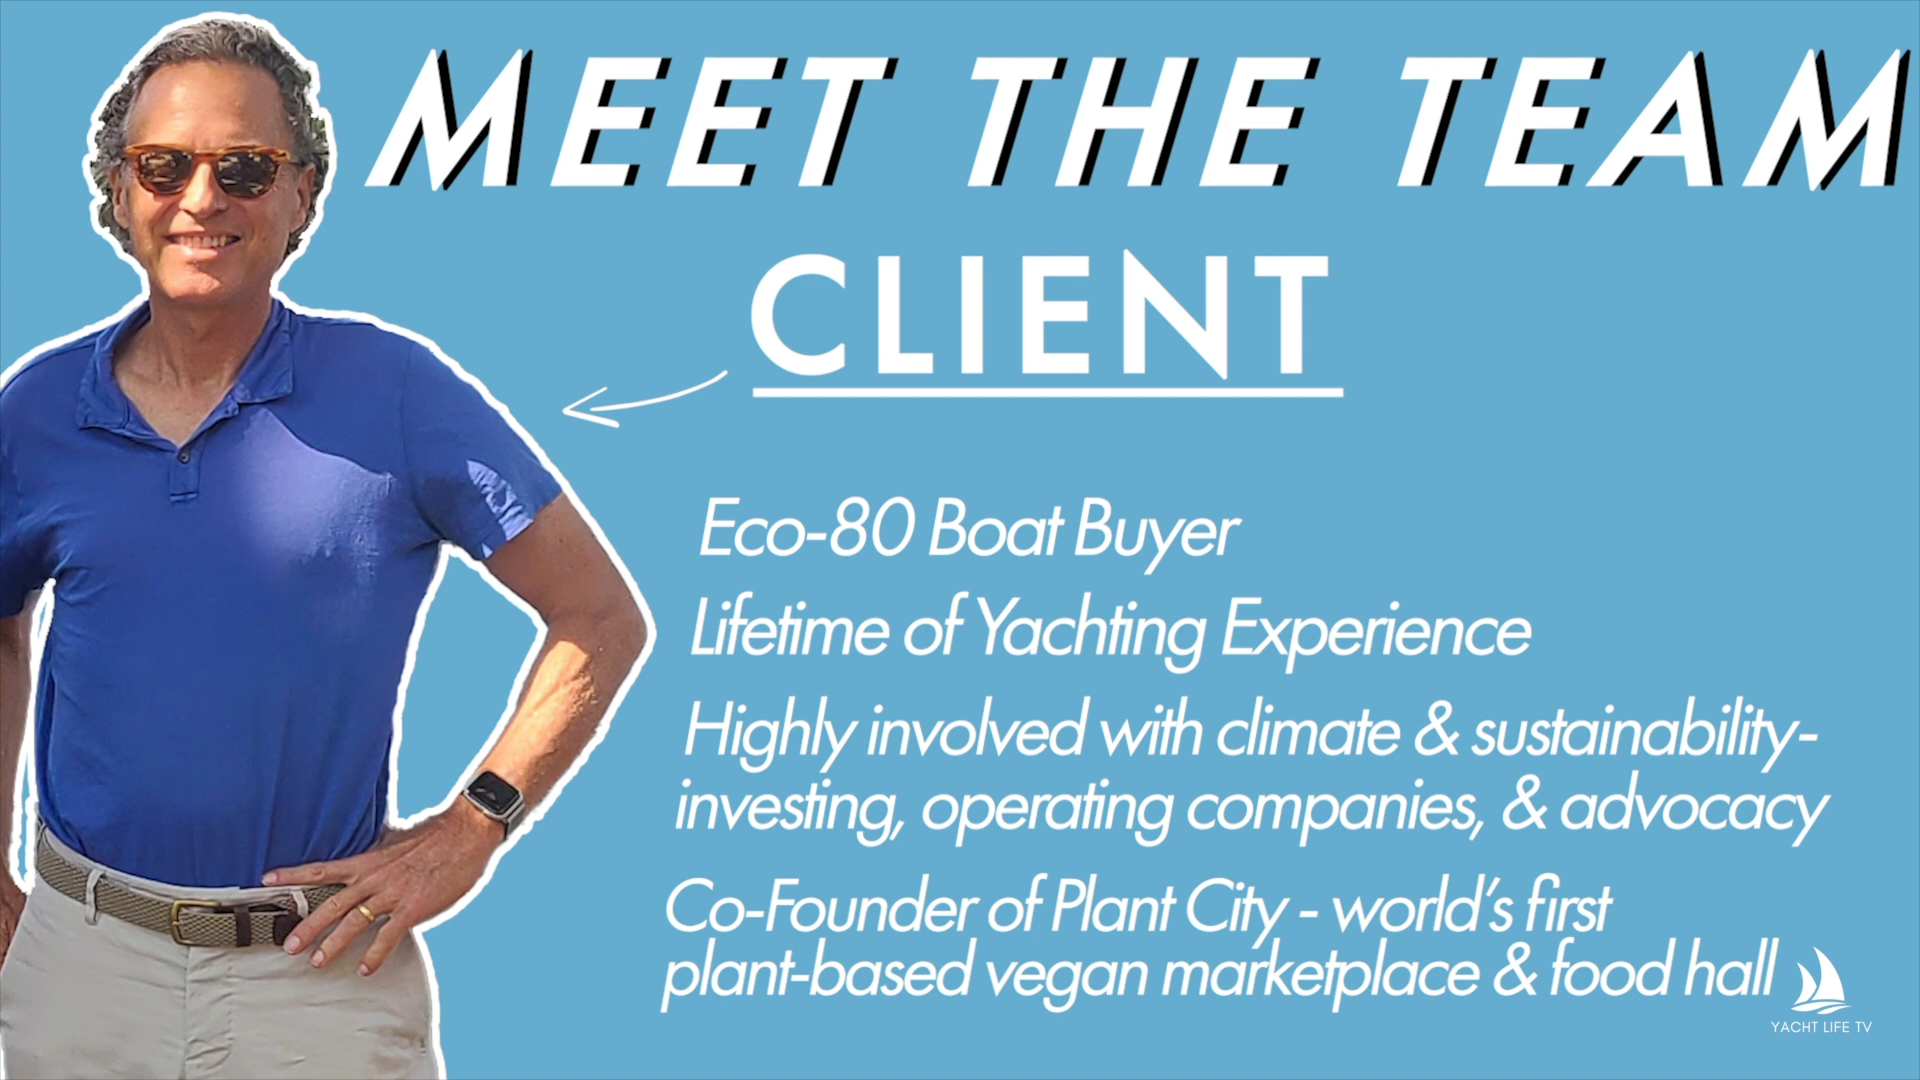 MEET THE TEAM
CLIENT
Eco-80 Boat Buyer
Lifetime of Yachting Experience
Highly involved with climate & sustainability-
investing, operating companies, & advocacy
Co-Founder of Plant City - world's first
plant-based vegan marketplace & food hall
YACHT LIFE TV